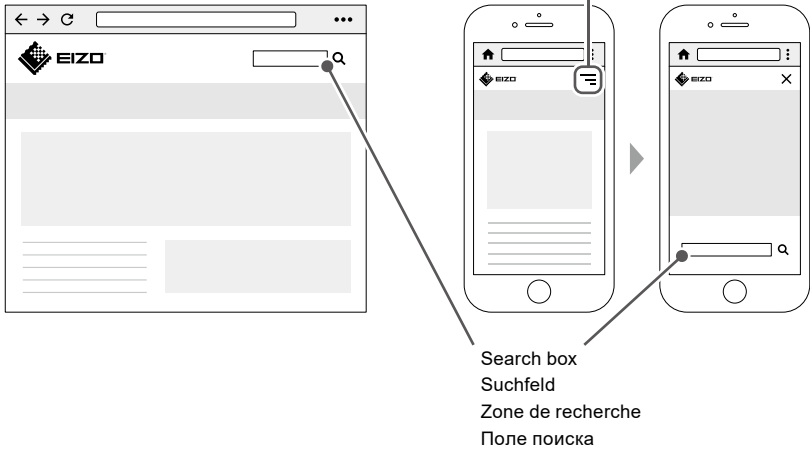 EIZO
EIZO
EIZO
Search box
Suchfeld
Zone de recherche
Поле поиска